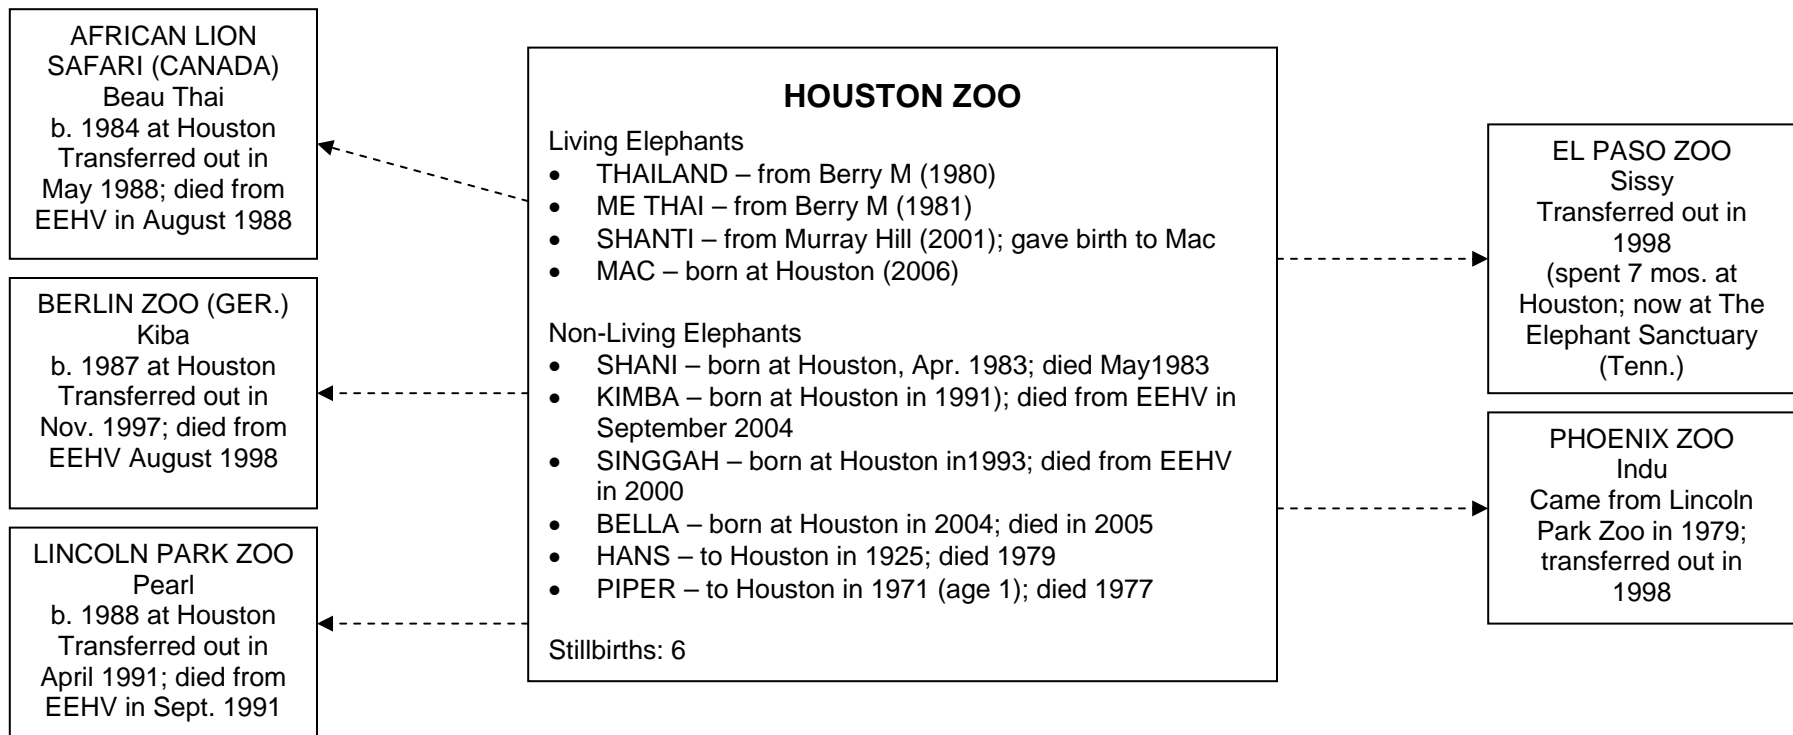 AFRICAN LION
SAFARI (CANADA)
Beau Thai
b. 1984 at Houston
Transferred out in
May 1988; died from
EEHV in August 1988
BERLIN ZOO (GER.)
Kiba
b. 1987 at Houston
Transferred out in
Nov. 1997; died from
EEHV August 1998
LINCOLN PARK ZOO
Pearl
b. 1988 at Houston
Transferred out in
April 1991; died from
EEHV in Sept. 1991
HOUSTON ZOO
Living Elephants
• THAILAND – from Berry M (1980)
• ME THAI – from Berry M (1981)
• SHANTI – from Murray Hill (2001); gave birth to Mac
• MAC – born at Houston (2006)
Non-Living Elephants
• SHANI – born at Houston, Apr. 1983; died May1983
• KIMBA – born at Houston in 1991); died from EEHV in
September 2004
• SINGGAH – born at Houston in1993; died from EEHV
in 2000
• BELLA – born at Houston in 2004; died in 2005
• HANS – to Houston in 1925; died 1979
• PIPER – to Houston in 1971 (age 1); died 1977
Stillbirths: 6
EL PASO ZOO
Sissy
Transferred out in
1998
(spent 7 mos. at
Houston; now at The
Elephant Sanctuary
(Tenn.)
PHOENIX ZOO
Indu
Came from Lincoln
Park Zoo in 1979;
transferred out in
1998